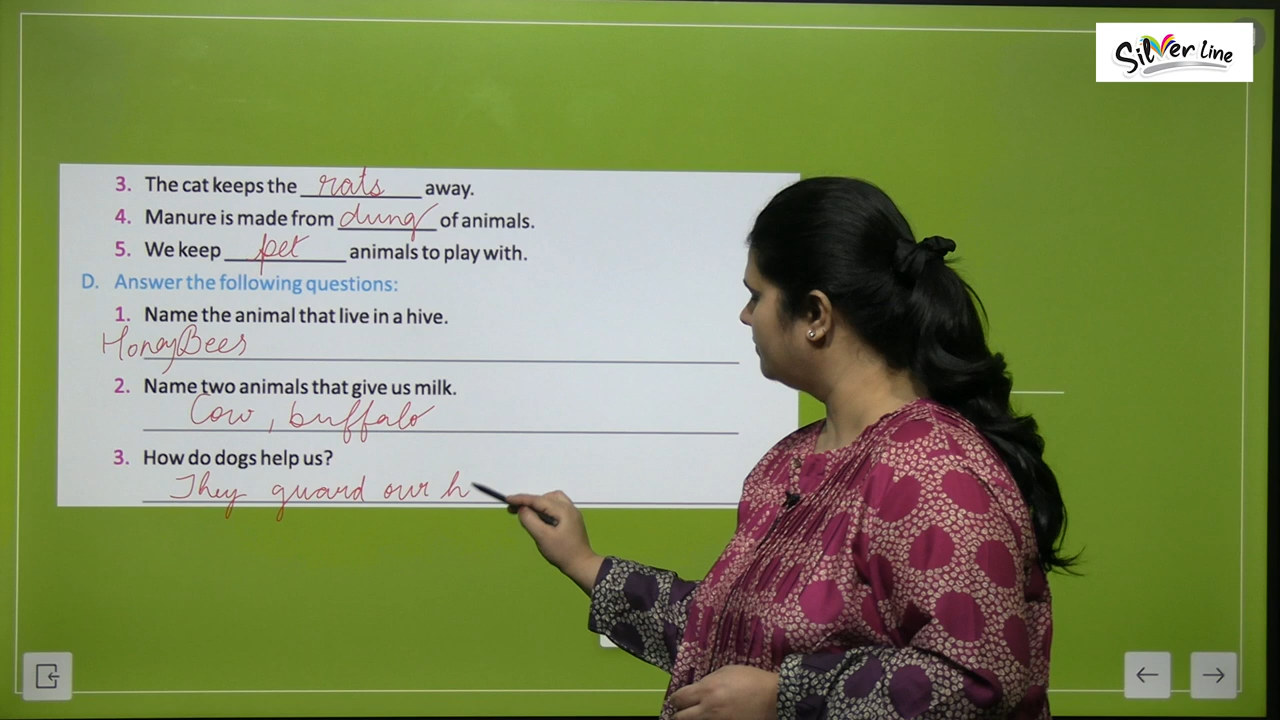 Silver Line
3. The cat keeps the rats away.
4. Manure is made from dung of animals.
5. We keep pet animals to play with.
D. Answer the following questions:
1. Name the animal that live in a hive.
HoneyBees
2. Name two animals that give us milk.
Cow, buffalo
3. How do dogs help us?
They guard our h